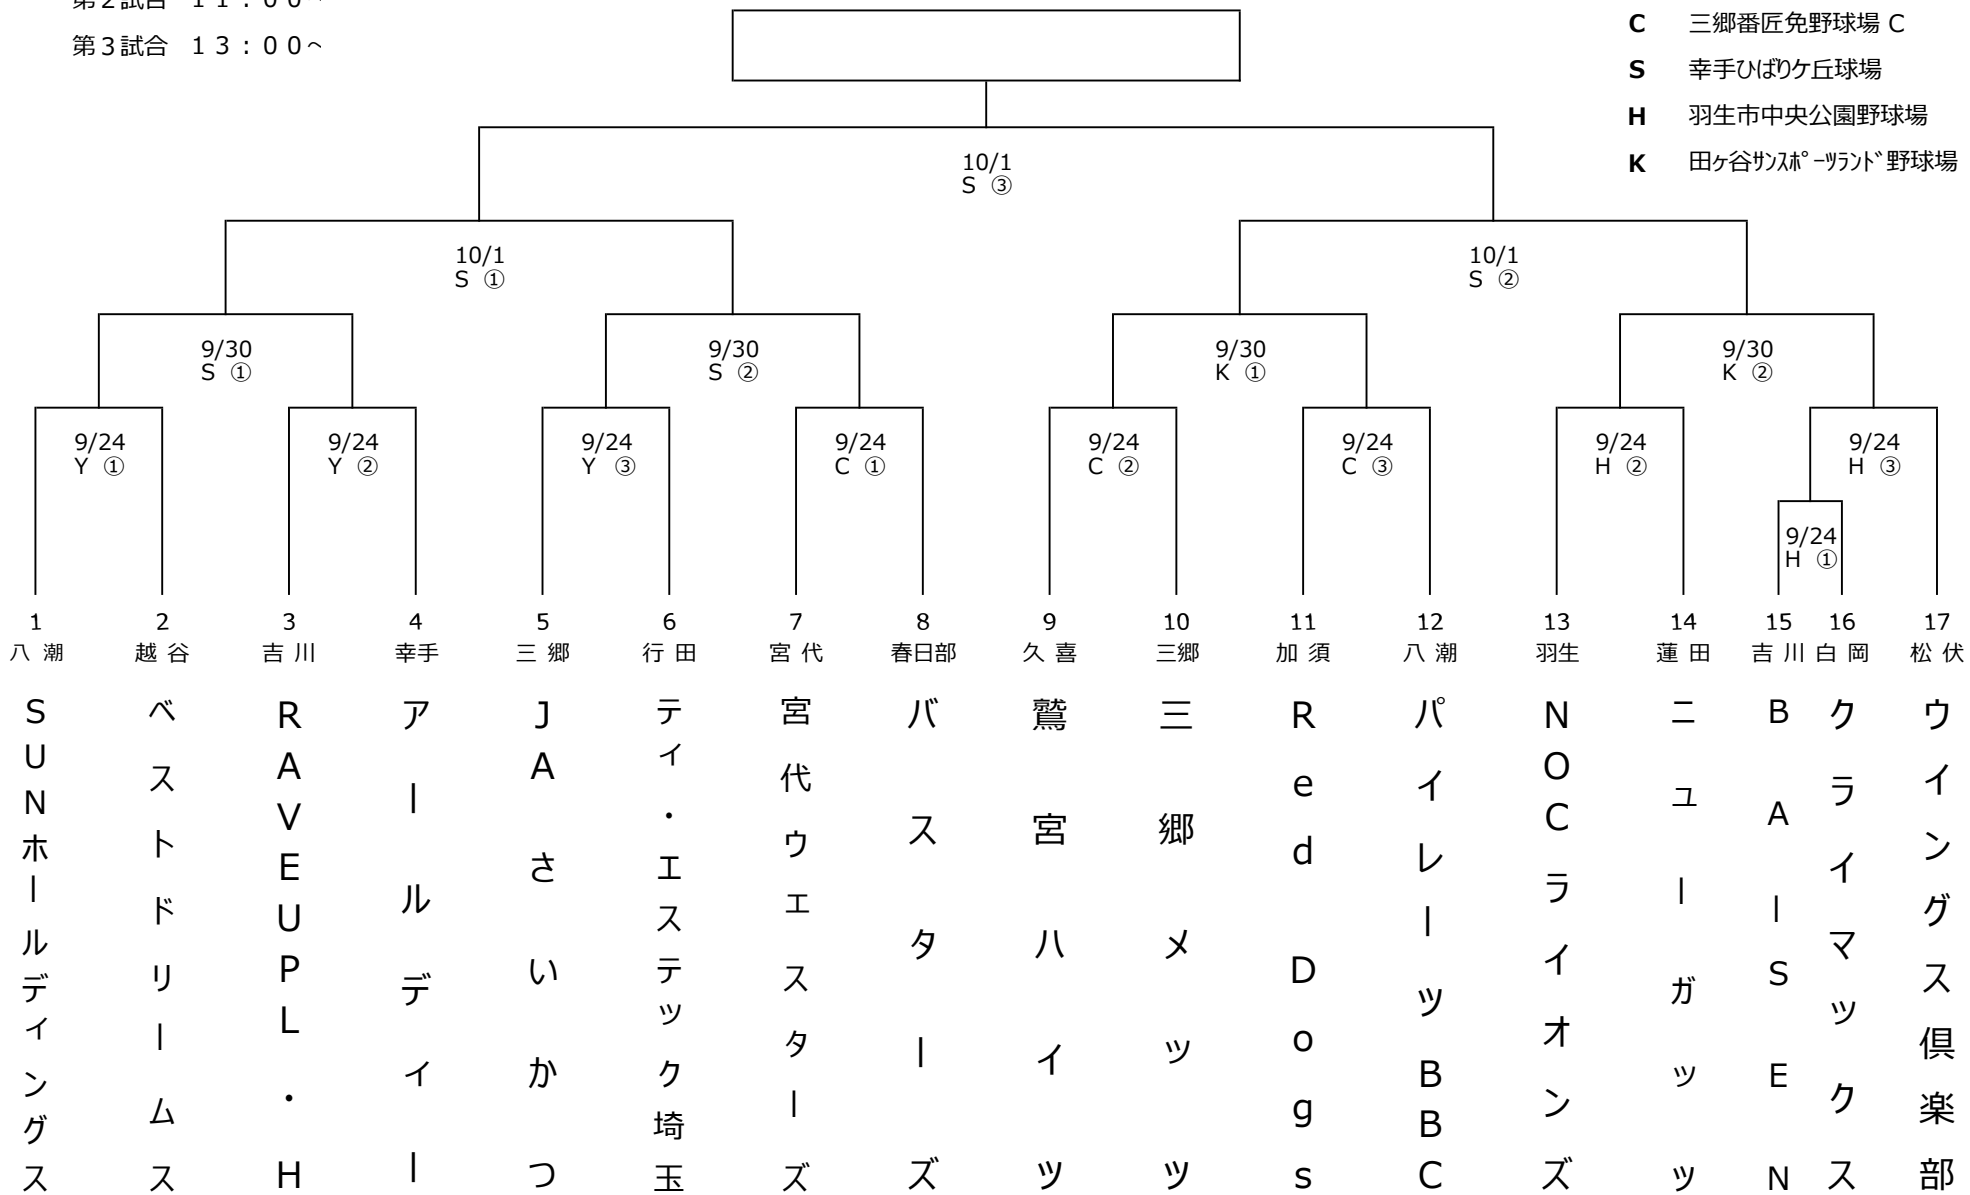 第２試合　１１：００～
第３試合　１３：００～
C　三郷番匠免野球場 C
S　幸手ひばりケ丘球場
H　羽生市中央公園野球場
K　田ヶ谷ｻﾝｽﾎﾟｰﾂﾗﾝﾄﾞ野球場
10/1
S ③
10/1
S ①
10/1
S ②
9/30
S ①
9/30
S ②
9/30
K ①
9/30
K ②
9/24
Y ①
9/24
Y ②
9/24
Y ③
9/24
C ①
9/24
C ②
9/24
C ③
9/24
H ②
9/24
H ③
9/24
H ①
1 2 3 4 5 6 7 8 9 10 11 12 13 14 15 16 17
八潮 越谷 吉川 幸手 三郷 行田 宮代 春日部 久喜 三郷 加須 八潮 羽生 蓮田 吉川 白岡 松伏
SUNホールディングス
ベストドリームス
RAVEUPL・H
アールディー
JAさいかつ
ティ・エステック埼玉
宮代ウェスターズ
バスターズ
鷲宮ハイツ
三郷メッツ
Red Dogs
パイレーツBBC
NOCライオンズ
ニューガッツ
BAーSEN
クライマックス
ウイングス倶楽部